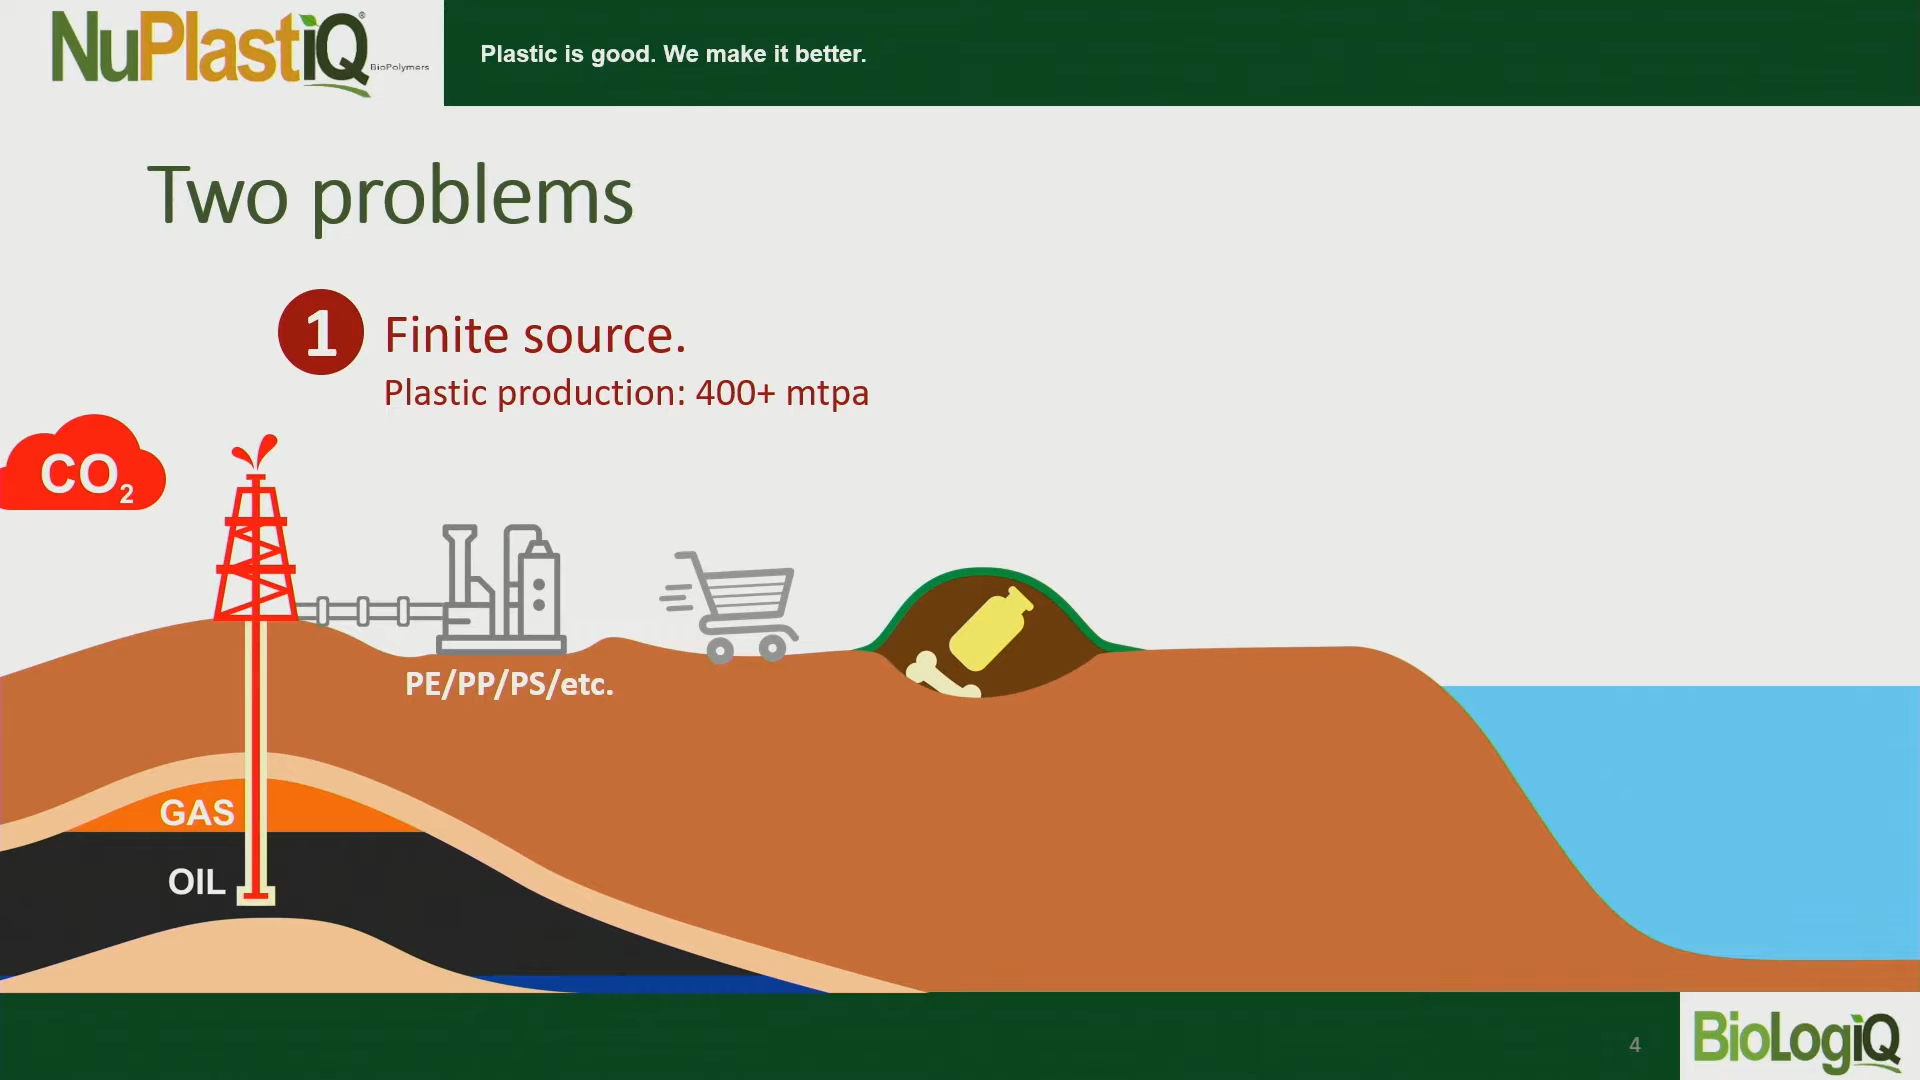 NuPlastiQ®
BioPolymers
Plastic is good. We make it better.
Two problems
1 Finite source.
Plastic production: 400+ mtpa
CO₂
PE/PP/PS/etc.
GAS
OIL
4
BioLogiQ